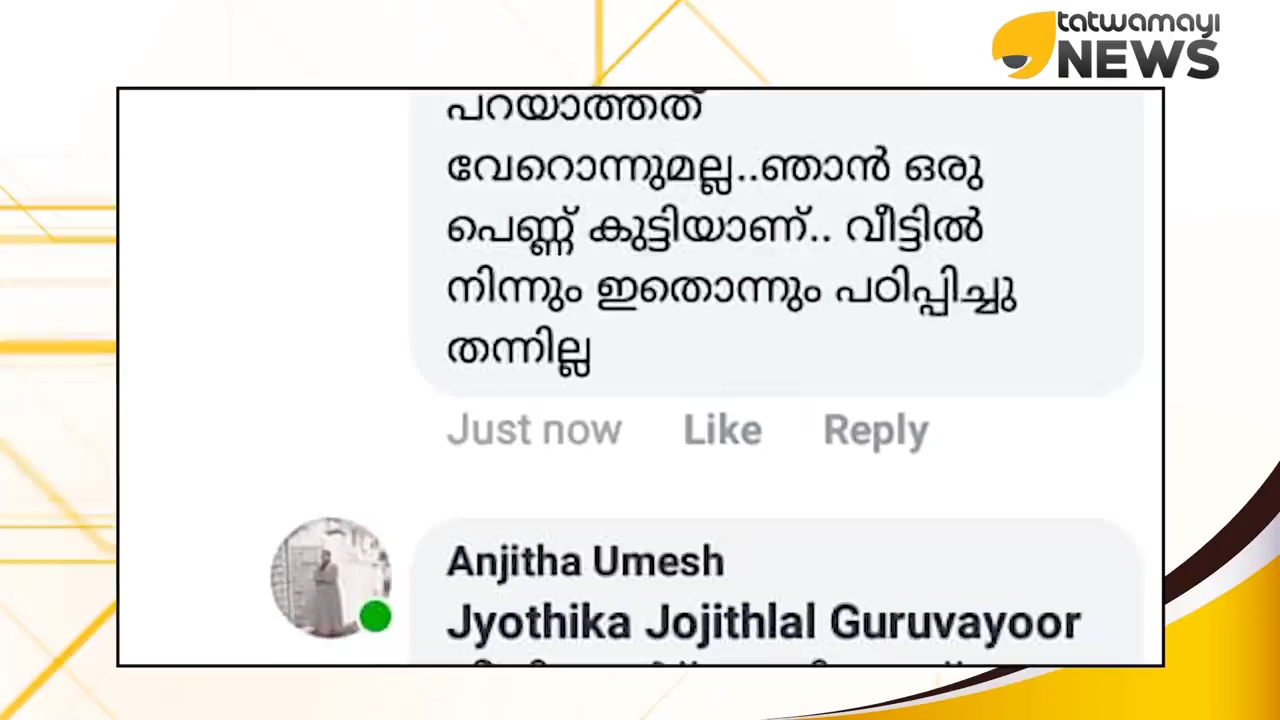 tatwamayi
NEWS
പറയാത്തത്
വേറൊന്നുമല്ല..ഞാൻ ഒരു
പെണ്ണ് കുട്ടിയാണ്.. വീട്ടിൽ
നിന്നും ഇതൊന്നും പഠിപ്പിച്ചു
തന്നില്ല
Just now Like Reply
Anjitha Umesh
Jyothika Jojithlal Guruvayoor